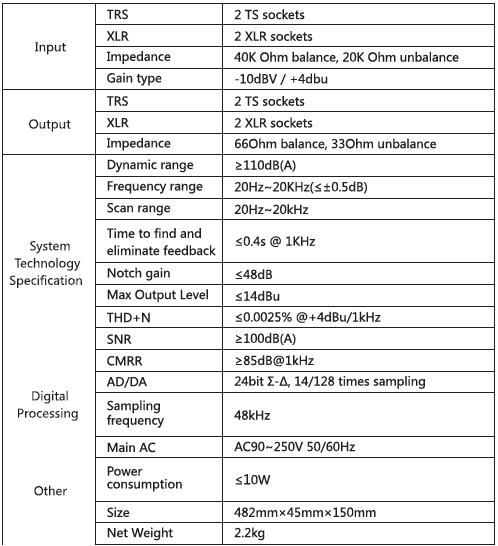 Input
TRS
2 TS sockets
XLR
2 XLR sockets
Impedance
40K Ohm balance, 20K Ohm unbalance
Gain type
-10dBV / +4dbu
Output
TRS
2 TS sockets
XLR
2 XLR sockets
Impedance
66Ohm balance, 33Ohm unbalance
System
Technology
Specification
Dynamic range
≥110dB(A)
Frequency range
20Hz~20KHz(≤±0.5dB)
Scan range
20Hz~20kHz
Time to find and
eliminate feedback
≤0.4s @ 1KHz
Notch gain
≤48dB
Max Output Level
≤14dBu
THD+N
≤0.0025% @+4dBu/1kHz
SNR
≥100dB(A)
CMRR
≥85dB@1kHz
Digital
Processing
AD/DA
24bit Σ-Δ, 14/128 times sampling
Sampling
frequency
48kHz
Other
Main AC
AC90~250V 50/60Hz
Power
consumption
≤10W
Size
482mm×45mm×150mm
Net Weight
2.2kg